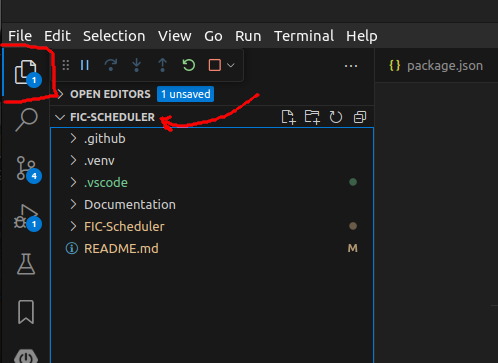 File Edit Selection View Go Run Terminal Help
1
OPEN EDITORS 1 unsaved
{} package.json
FIC-SCHEDULER
.github
.venv
4
.vscode
Documentation
1
FIC-Scheduler
README.md M